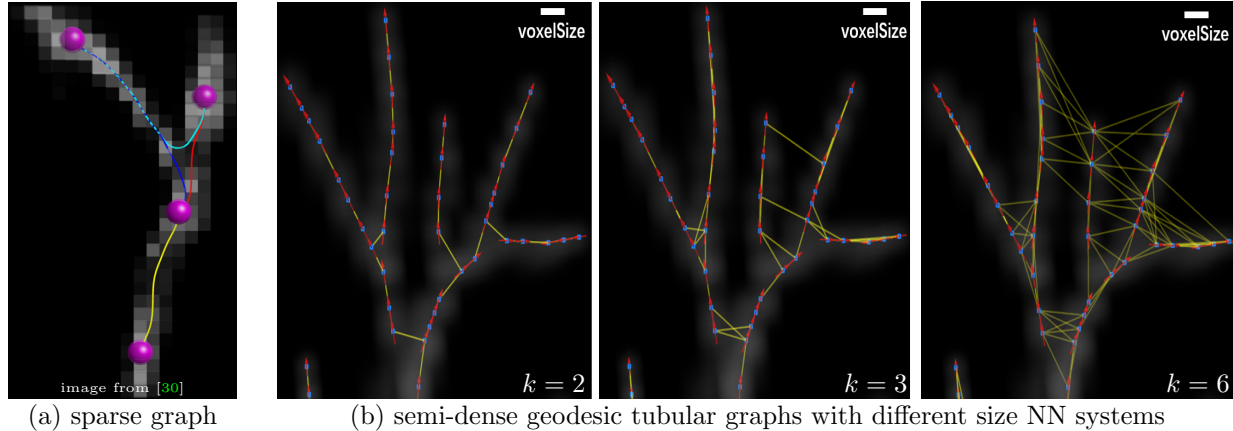 voxelSize
voxelSize
voxelSize
image from [30]
k = 2
k = 3
k = 6
(a) sparse graph
(b) semi-dense geodesic tubular graphs with different size NN systems